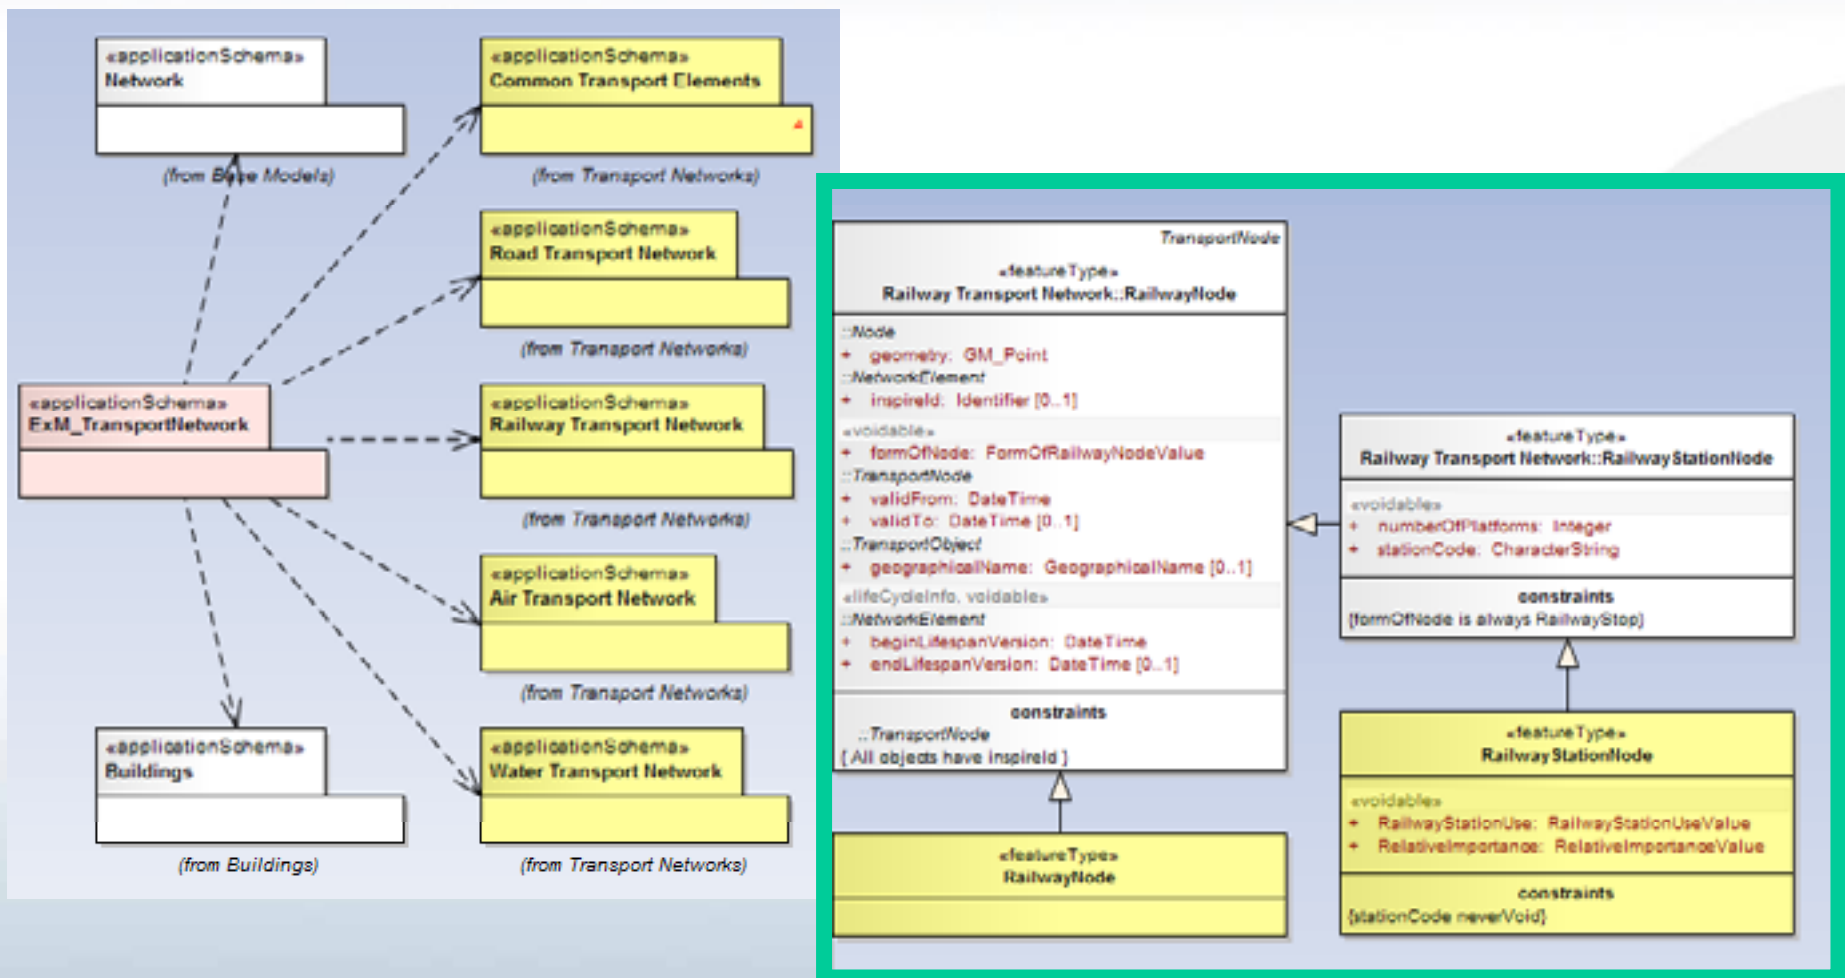 «applicationSchema»
Network
(from Base Models)
«applicationSchema»
Common Transport Elements
(from Transport Networks)
«applicationSchema»
Road Transport Network
(from Transport Networks)
«applicationSchema»
ExM_TransportNetwork
«applicationSchema»
Railway Transport Network
(from Transport Networks)
«applicationSchema»
Air Transport Network
(from Transport Networks)
«applicationSchema»
Buildings
(from Buildings)
«applicationSchema»
Water Transport Network
(from Transport Networks)
TransportNode
«featureType»
Railway Transport Network::RailwayNode
::Node
+ geometry: GM_Point
::NetworkElement
+ inspireId: Identifier [0..1]
«voidable»
+ formOfNode: FormOfRailwayNodeValue
::TransportNode
+ validFrom: DateTime
+ validTo: DateTime [0..1]
::TransportObject
+ geographicalName: GeographicalName [0..1]
«lifeCycleInfo, voidable»
::NetworkElement
+ beginLifespanVersion: DateTime
+ endLifespanVersion: DateTime [0..1]
constraints
::TransportNode
{ All objects have inspireId }
«featureType»
RailwayNode
«featureType»
Railway Transport Network::RailwayStationNode
«voidable»
+ numberOfPlatforms: Integer
+ stationCode: CharacterString
constraints
{formOfNode is always RailwayStop}
«featureType»
RailwayStationNode
«voidable»
+ RailwayStationUse: RailwayStationUseValue
+ RelativeImportance: RelativeImportanceValue
constraints
{stationCode neverVoid}